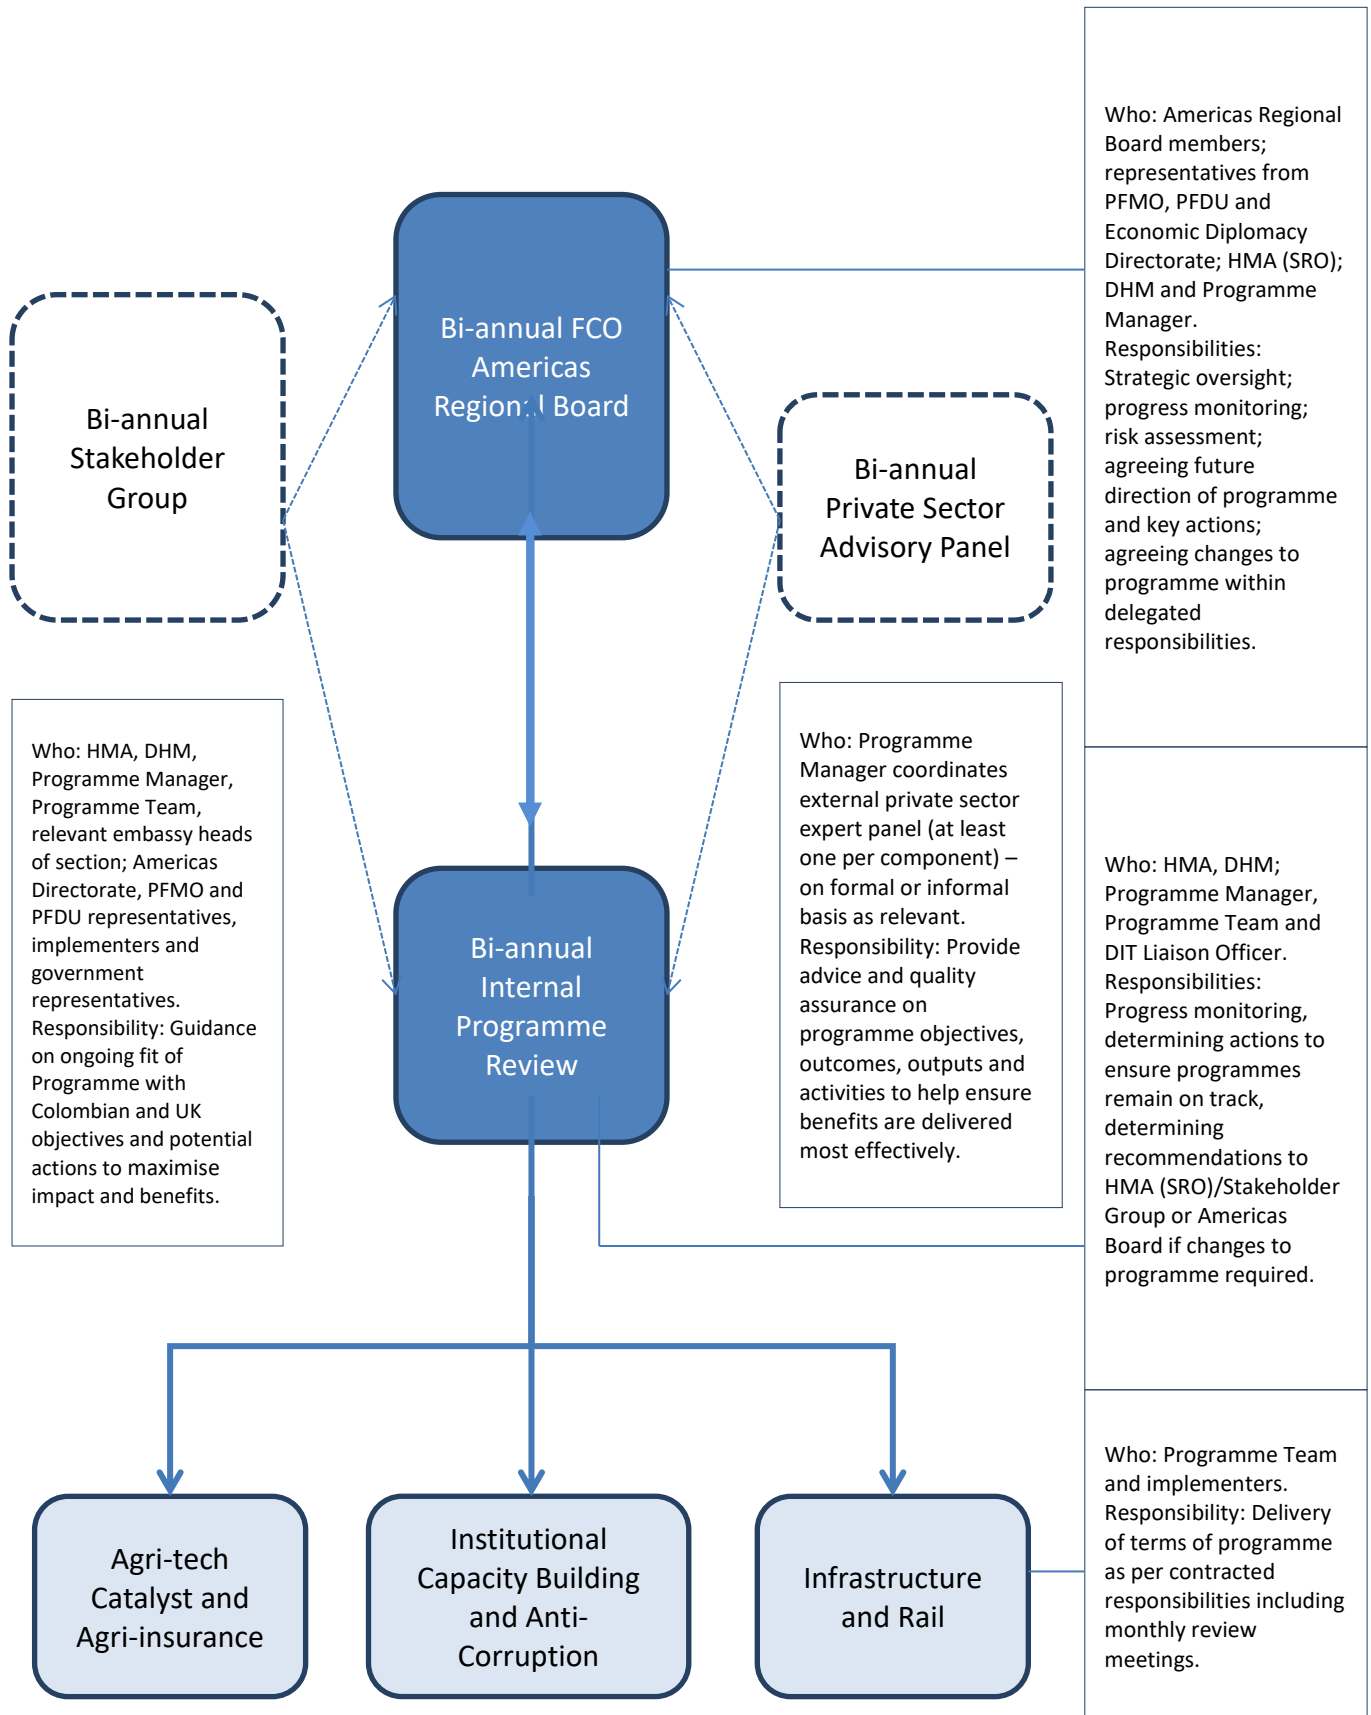 Who: Americas Regional
Board members;
representatives from
PFMO, PFDU and
Economic Diplomacy
Directorate; HMA (SRO);
DHM and Programme
Manager.
Responsibilities:
Strategic oversight;
progress monitoring;
risk assessment;
agreeing future
direction of programme
and key actions;
agreeing changes to
programme within
delegated
responsibilities.
Bi-annual FCO
Americas
Regional Board
Bi-annual
Stakeholder
Group
Bi-annual
Private Sector
Advisory Panel
Who: HMA, DHM,
Programme Manager,
Programme Team,
relevant embassy heads
of section; Americas
Directorate, PFMO and
PFDU representatives,
implementers and
government
representatives.
Responsibility: Guidance
on ongoing fit of
Programme with
Colombian and UK
objectives and potential
actions to maximise
impact and benefits.
Who: Programme
Manager coordinates
external private sector
expert panel (at least
one per component) –
on formal or informal
basis as relevant.
Responsibility: Provide
advice and quality
assurance on
programme objectives,
outcomes, outputs and
activities to help ensure
benefits are delivered
most effectively.
Who: HMA, DHM;
Programme Manager,
Programme Team and
DIT Liaison Officer.
Responsibilities:
Progress monitoring,
determining actions to
ensure programmes
remain on track,
determining
recommendations to
HMA (SRO)/Stakeholder
Group or Americas
Board if changes to
programme required.
Bi-annual
Internal
Programme
Review
Agri-tech
Catalyst and
Agri-insurance
Institutional
Capacity Building
and Anti-
Corruption
Infrastructure
and Rail
Who: Programme Team
and implementers.
Responsibility: Delivery
of terms of programme
as per contracted
responsibilities including
monthly review
meetings.